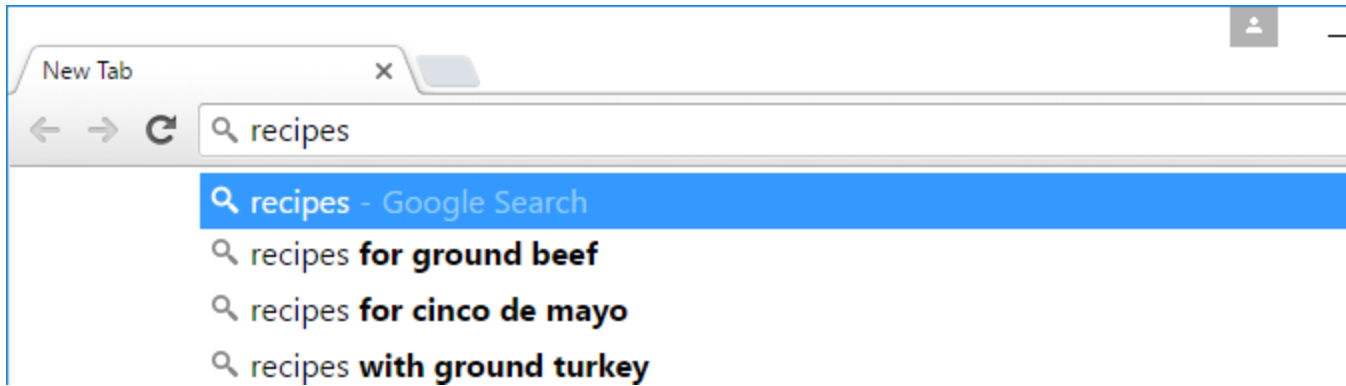 New Tab
recipes
recipes - Google Search
recipes for ground beef
recipes for cinco de mayo
recipes with ground turkey